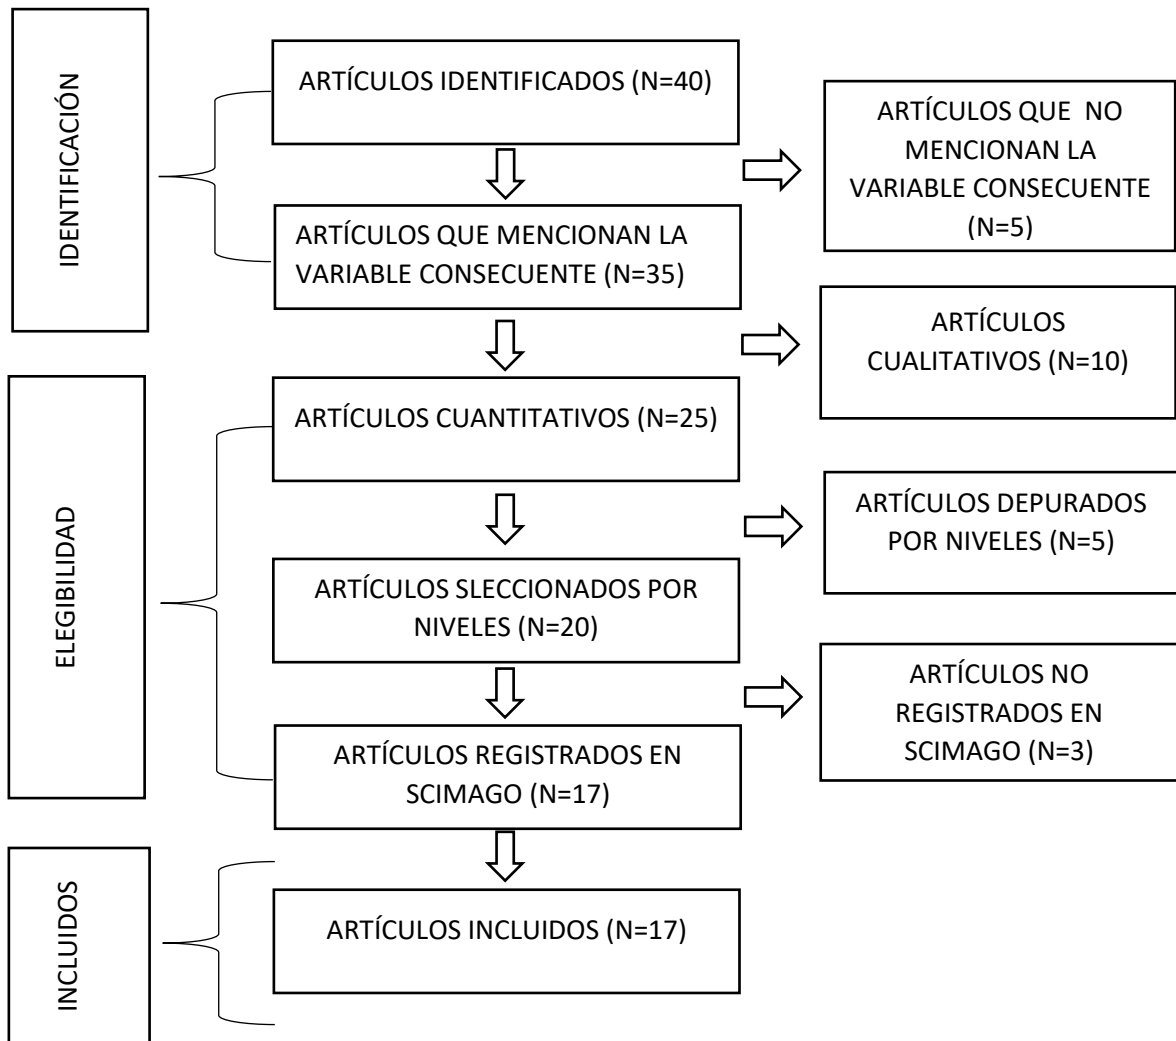 IDENTIFICACIÓN
ARTÍCULOS IDENTIFICADOS (N=40)
ARTÍCULOS QUE NO
MENCIONAN LA
VARIABLE CONSECUENTE
(N=5)
ARTÍCULOS QUE MENCIONAN LA
VARIABLE CONSECUENTE (N=35)
ARTÍCULOS
CUALITATIVOS (N=10)
ELEGIBILIDAD
ARTÍCULOS CUANTITATIVOS (N=25)
ARTÍCULOS DEPURADOS
POR NIVELES (N=5)
ARTÍCULOS SLECCIONADOS POR
NIVELES (N=20)
ARTÍCULOS NO
REGISTRADOS EN
SCIMAGO (N=3)
ARTÍCULOS REGISTRADOS EN
SCIMAGO (N=17)
INCLUIDOS
ARTÍCULOS INCLUIDOS (N=17)